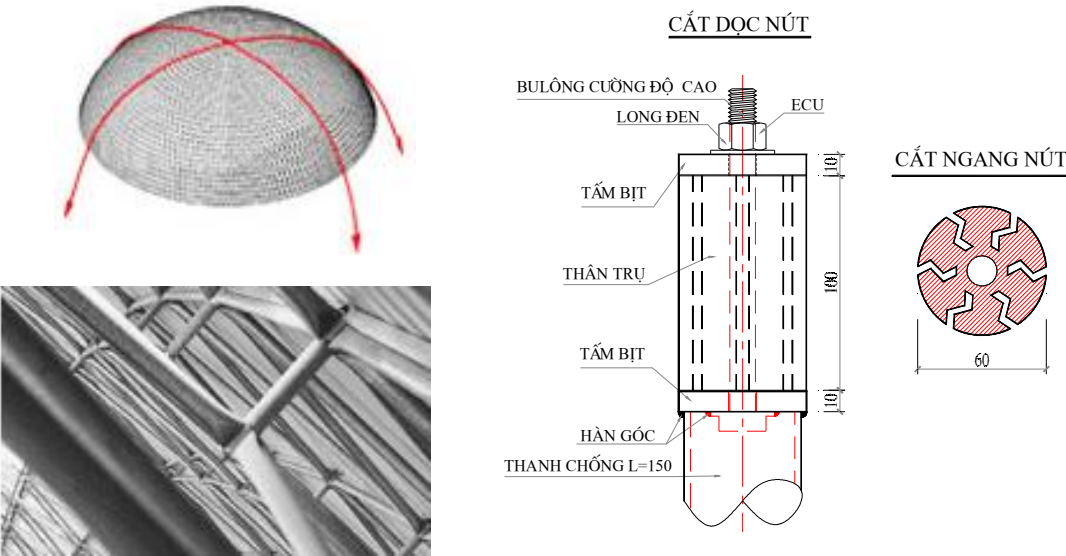 CẮT DỌC NÚT
BULÔNG CƯỜNG ĐỘ CAO
ECU
LONG ĐEN
10
CẮT NGANG NÚT
TẤM BỊT
THÂN TRỤ
100
TẤM BỊT
60
10
HÀN GÓC
THANH CHỐNG L=150